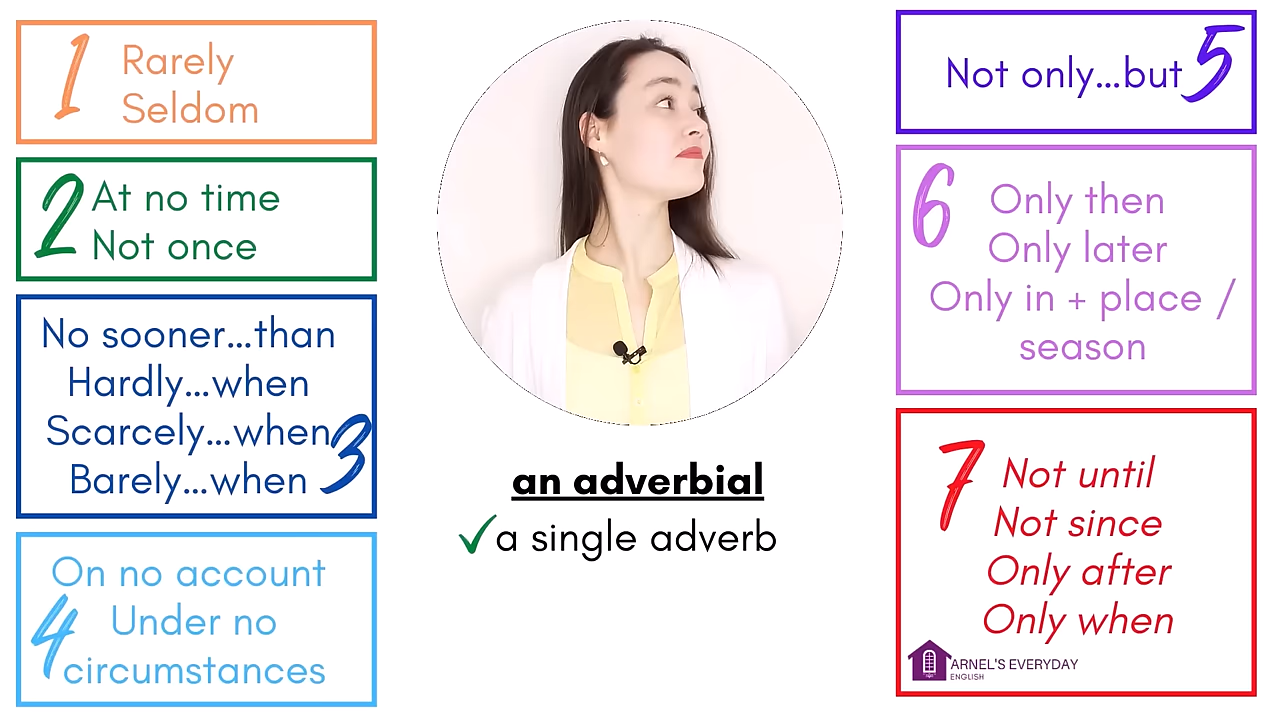 1
Rarely
Seldom
2
At no time
Not once
3
No sooner...than
Hardly...when
Scarcely...when
Barely...when
4
On no account
Under no
circumstances
an adverbial
✓a single adverb
5
Not only...but
6
Only then
Only later
Only in + place /
season
7
Not until
Not since
Only after
Only when
ARNEL'S EVERYDAY
ENGLISH